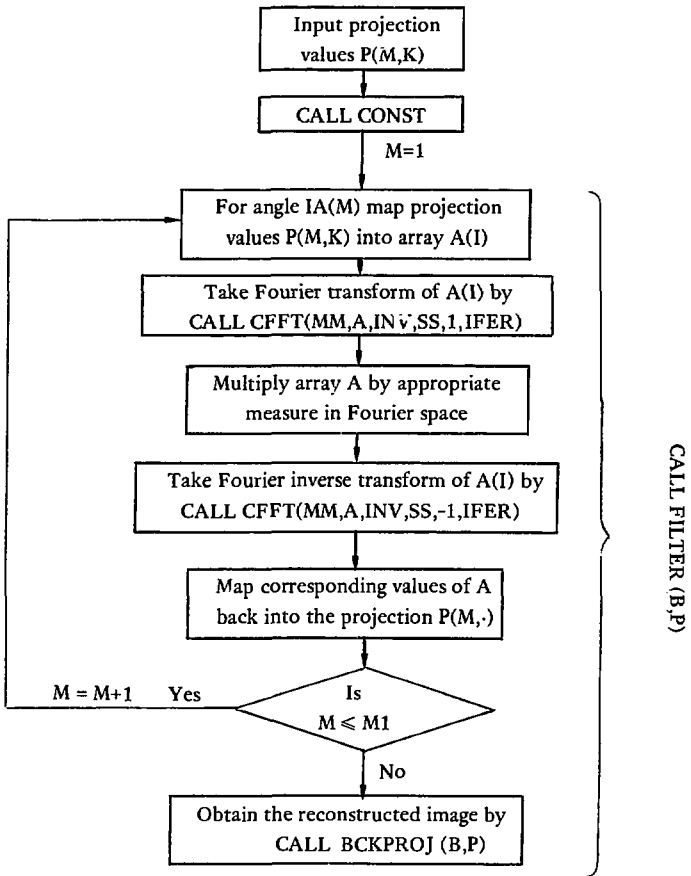 Input projection
values P(M,K)
CALL CONST
M=1
For angle IA(M) map projection
values P(M,K) into array A(I)
Take Fourier transform of A(I) by
CALL CFFT(MM,A,INV,SS,1,IFER)
Multiply array A by appropriate
measure in Fourier space
Take Fourier inverse transform of A(I) by
CALL CFFT(MM,A,INV,SS,-1,IFER)
Map corresponding values of A
back into the projection P(M,·)
M = M+1 Yes
Is
M ⩽ M1
No
Obtain the reconstructed image by
CALL BCKPROJ (B,P)
CALL FILTER (B,P)